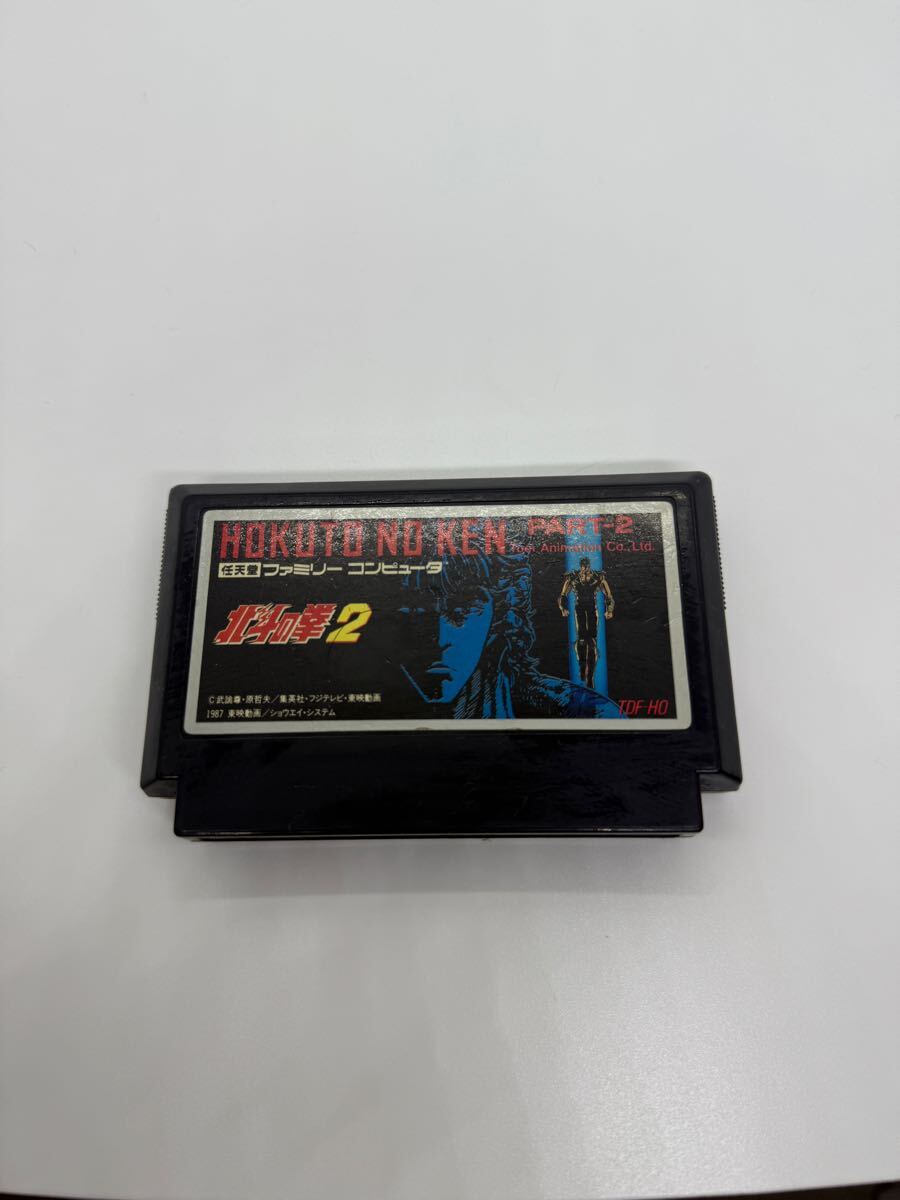 HOKUTO NO KEN PART-2
Toei Animation Co.,Ltd.
任天堂 ファミリー コンピュータ
北斗の拳2
©武論尊・原哲夫/集英社・フジテレビ・東映動画
1987 東映動画/ショウエイ・システム
TDF-HO